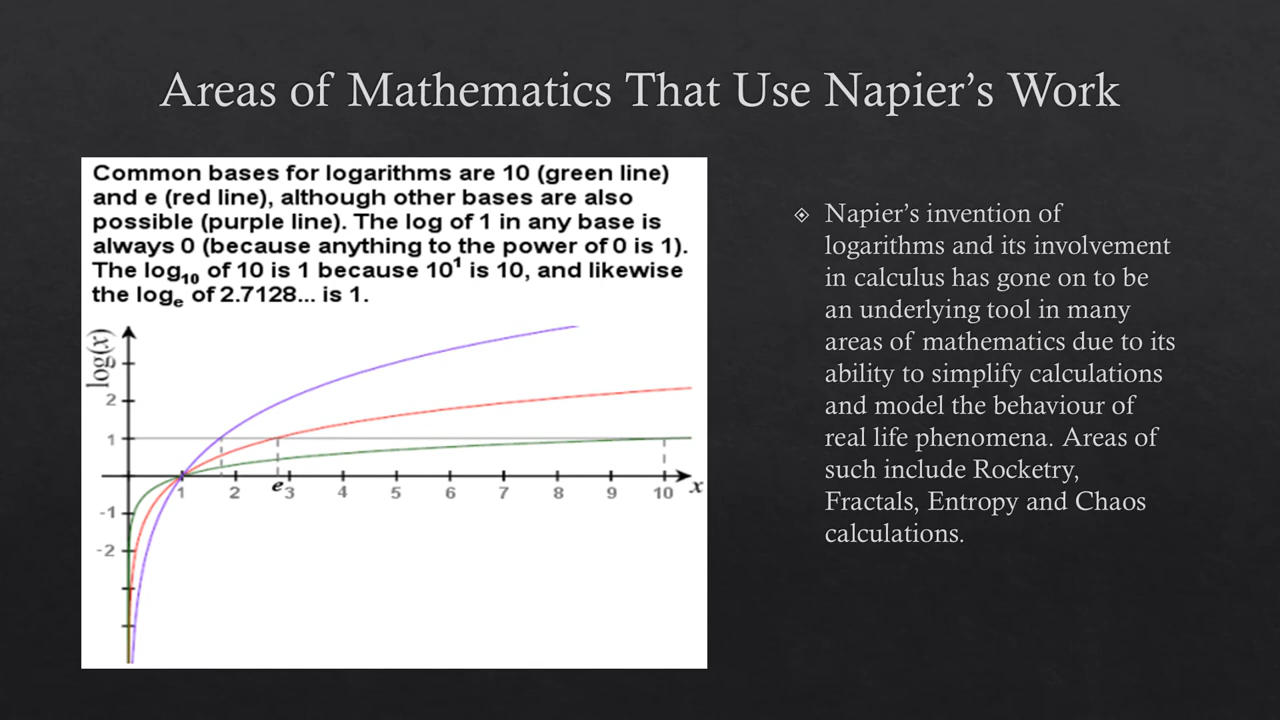 Areas of Mathematics That Use Napier’s Work
Common bases for logarithms are 10 (green line)
and e (red line), although other bases are also
possible (purple line). The log of 1 in any base is
always 0 (because anything to the power of 0 is 1).
The log₁₀ of 10 is 1 because 10¹ is 10, and likewise
the logₑ of 2.7128... is 1.
log(x)
2
1
-1
-2
1 2 e 3 4 5 6 7 8 9 10 x
Napier’s invention of
logarithms and its involvement
in calculus has gone on to be
an underlying tool in many
areas of mathematics due to its
ability to simplify calculations
and model the behaviour of
real life phenomena. Areas of
such include Rocketry,
Fractals, Entropy and Chaos
calculations.